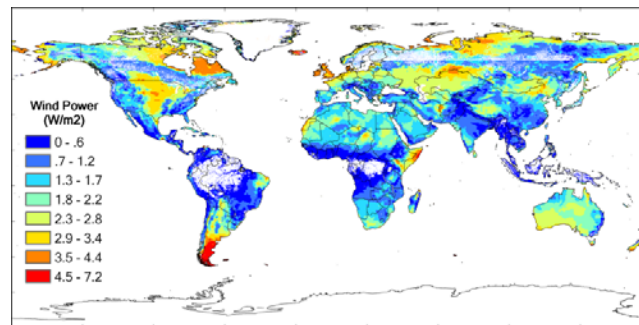 Wind Power
(W/m2)
0 - .6
.7 - 1.2
1.3 - 1.7
1.8 - 2.2
2.3 - 2.8
2.9 - 3.4
3.5 - 4.4
4.5 - 7.2